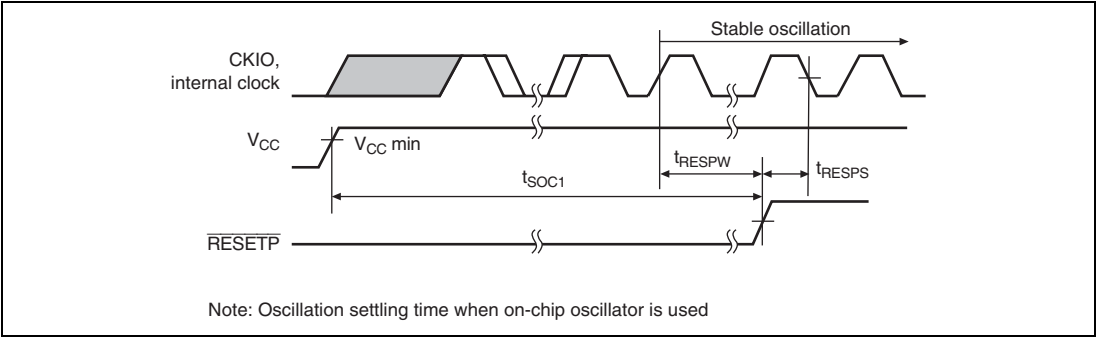 Stable oscillation
CKIO,
internal clock
VCC
VCC min
tRESPW
tRESPS
tSOC1
RESETP
Note: Oscillation settling time when on-chip oscillator is used